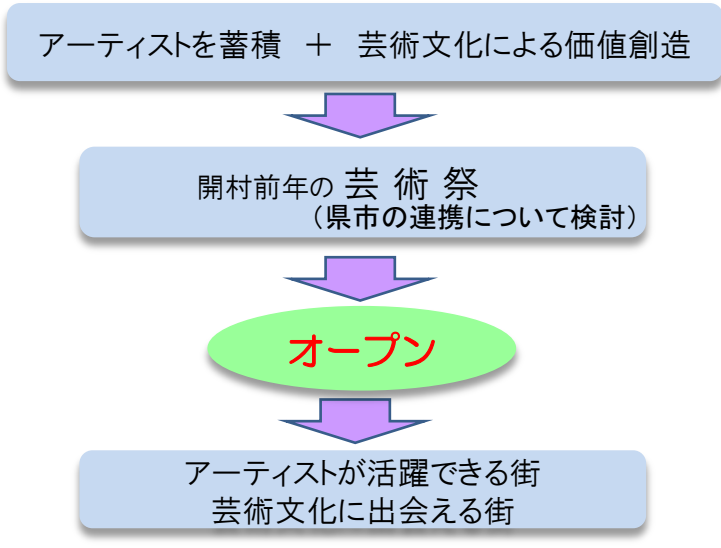 アーティストを蓄積 ＋ 芸術文化による価値創造
開村前年の 芸 術 祭
（県市の連携について検討）
オープン
アーティストが活躍できる街
芸術文化に出会える街